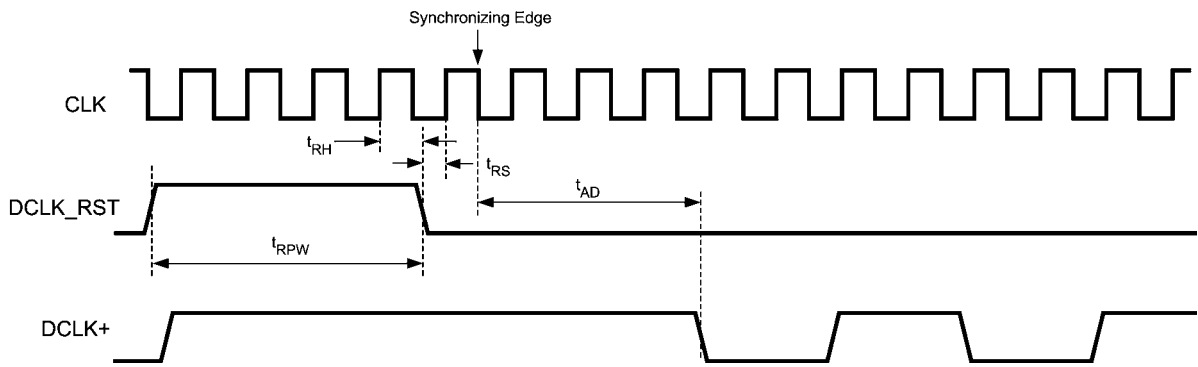 Synchronizing Edge
CLK
tRH
tRS
tAD
DCLK_RST
tRPW
DCLK+